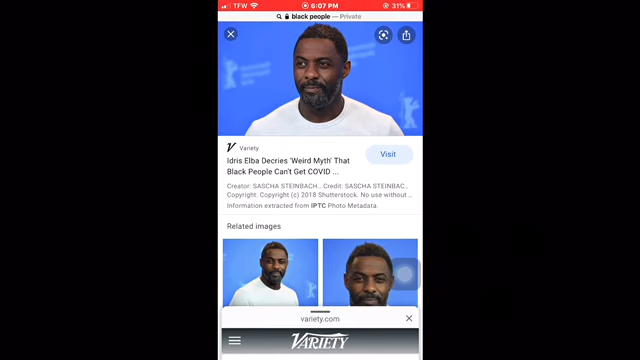 TFW 6:07 PM 31%
black people — Private
V Variety
Idris Elba Decries 'Weird Myth' That
Black People Can't Get COVID ...
Visit
Creator: SASCHA STEINBACH... Credit: SASCHA STEINBAC...
Copyright: Copyright (c) 2018 Shutterstock. No use without ...
Information extracted from IPTC Photo Metadata.
Related images
variety.com
VARIETY